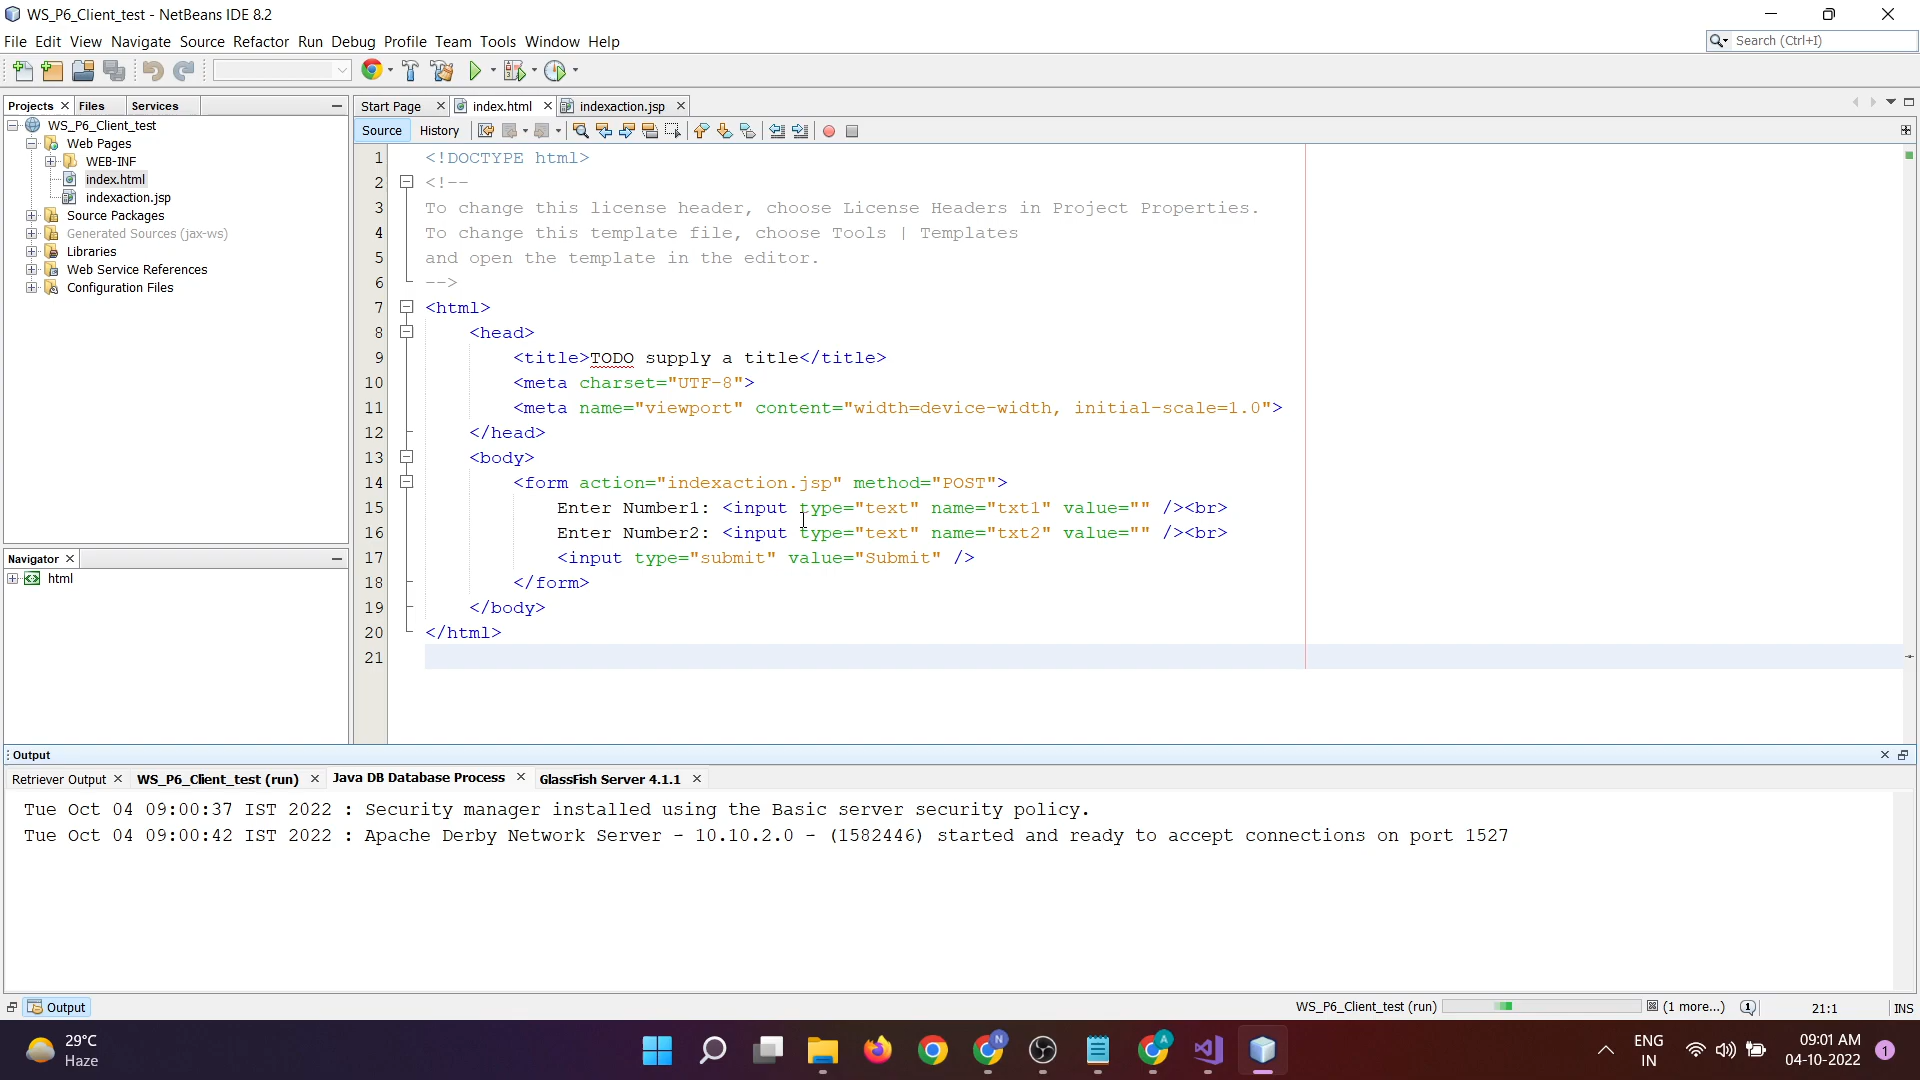 WS_P6_Client_test - NetBeans IDE 8.2
File Edit View Navigate Source Refactor Run Debug Profile Team Tools Window Help
Search (Ctrl+I)
Projects Files Services
Start Page index.html indexaction.jsp
Source History
WS_P6_Client_test
Web Pages
WEB-INF
index.html
indexaction.jsp
Source Packages
Generated Sources (jax-ws)
Libraries
Web Service References
Configuration Files
1 <!DOCTYPE html>
2 <!--
3 To change this license header, choose License Headers in Project Properties.
4 To change this template file, choose Tools | Templates
5 and open the template in the editor.
6 -->
7 <html>
8 <head>
9 <title>TODO supply a title</title>
10 <meta charset="UTF-8">
11 <meta name="viewport" content="width=device-width, initial-scale=1.0">
12 </head>
13 <body>
14 <form action="indexaction.jsp" method="POST">
15 Enter Number1: <input type="text" name="txt1" value="" /><br>
16 Enter Number2: <input type="text" name="txt2" value="" /><br>
17 <input type="submit" value="Submit" />
18 </form>
19 </body>
20 </html>
21
Navigator
html
Output
Retriever Output WS_P6_Client_test (run) Java DB Database Process GlassFish Server 4.1.1
Tue Oct 04 09:00:37 IST 2022 : Security manager installed using the Basic server security policy.
Tue Oct 04 09:00:42 IST 2022 : Apache Derby Network Server - 10.10.2.0 - (1582446) started and ready to accept connections on port 1527
Output
WS_P6_Client_test (run) (1 more...) 1 21:1 INS
29°C
Haze
N
A
ENG
IN
09:01 AM
04-10-2022
1